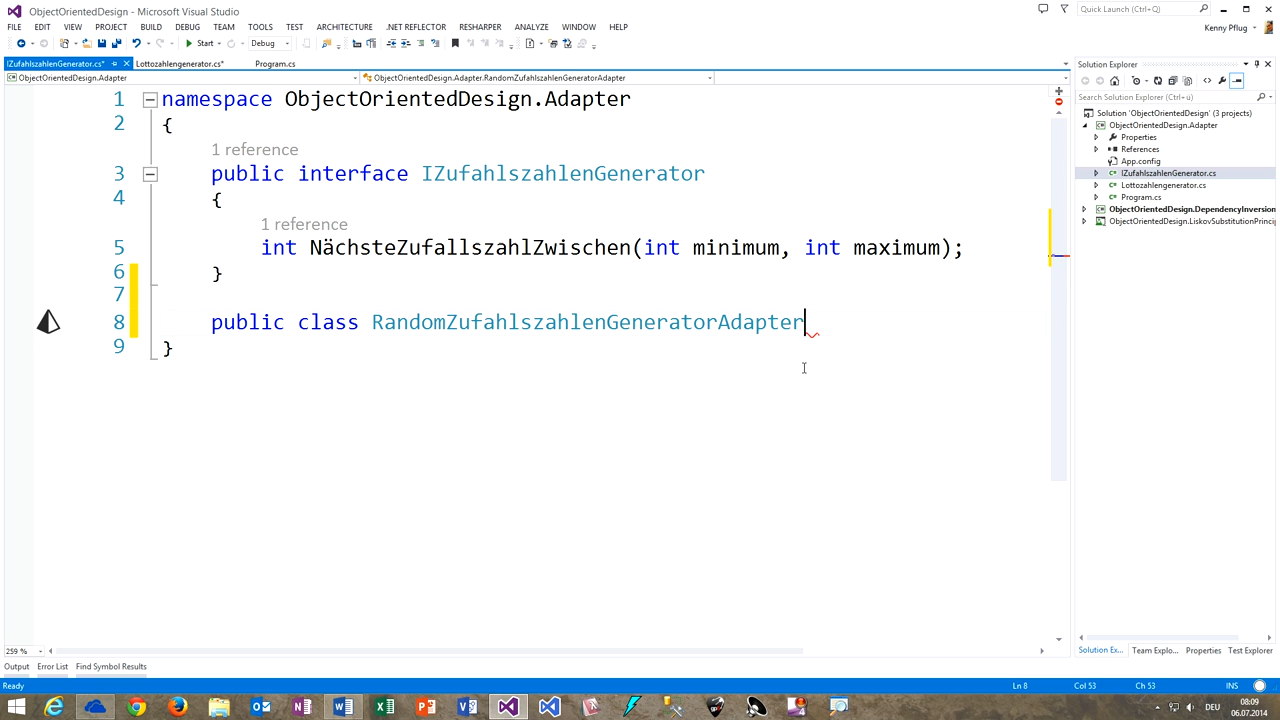 ObjectOrientedDesign - Microsoft Visual Studio
Quick Launch (Ctrl+Q)
FILE EDIT VIEW PROJECT BUILD DEBUG TEAM TOOLS TEST ARCHITECTURE .NET REFLECTOR RESHARPER ANALYZE WINDOW HELP
Kenny Pflug
Start
Debug
IZufahlszahlenGenerator.cs*
Lottozahlengenerator.cs*
Program.cs
ObjectOrientedDesign.Adapter
ObjectOrientedDesign.Adapter.RandomZufahlszahlenGeneratorAdapter
1 namespace ObjectOrientedDesign.Adapter
2 {
1 reference
3 public interface IZufahlszahlenGenerator
4 {
1 reference
5 int NächsteZufallszahlZwischen(int minimum, int maximum);
6 }
7
8 public class RandomZufahlszahlenGeneratorAdapter
9 }
259 %
Solution Explorer
Search Solution Explorer (Ctrl+ü)
Solution 'ObjectOrientedDesign' (3 projects)
ObjectOrientedDesign.Adapter
Properties
References
App.config
IZufahlszahlenGenerator.cs
Lottozahlengenerator.cs
Program.cs
ObjectOrientedDesign.DependencyInversion
ObjectOrientedDesign.LiskovSubstitutionPrinci
Solution Ex... Team Explo... Properties Test Explorer
Output Error List Find Symbol Results
Ready
Ln 8 Col 53 Ch 53 INS
DEU
08:09
06.07.2014